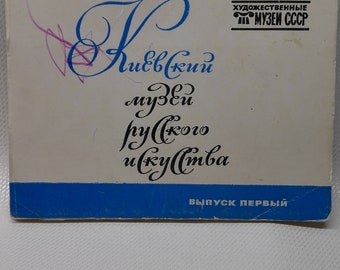 ХУДОЖЕСТВЕННЫЕ
МУЗЕИ СССР
Киевский
музей
русского
искусства
ВЫПУСК ПЕРВЫЙ